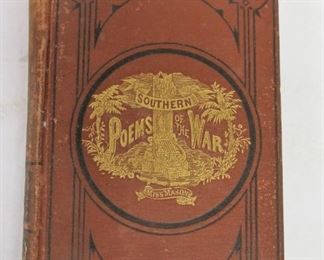 SOUTHERN
POEMS OF THE WAR
MISS MASON